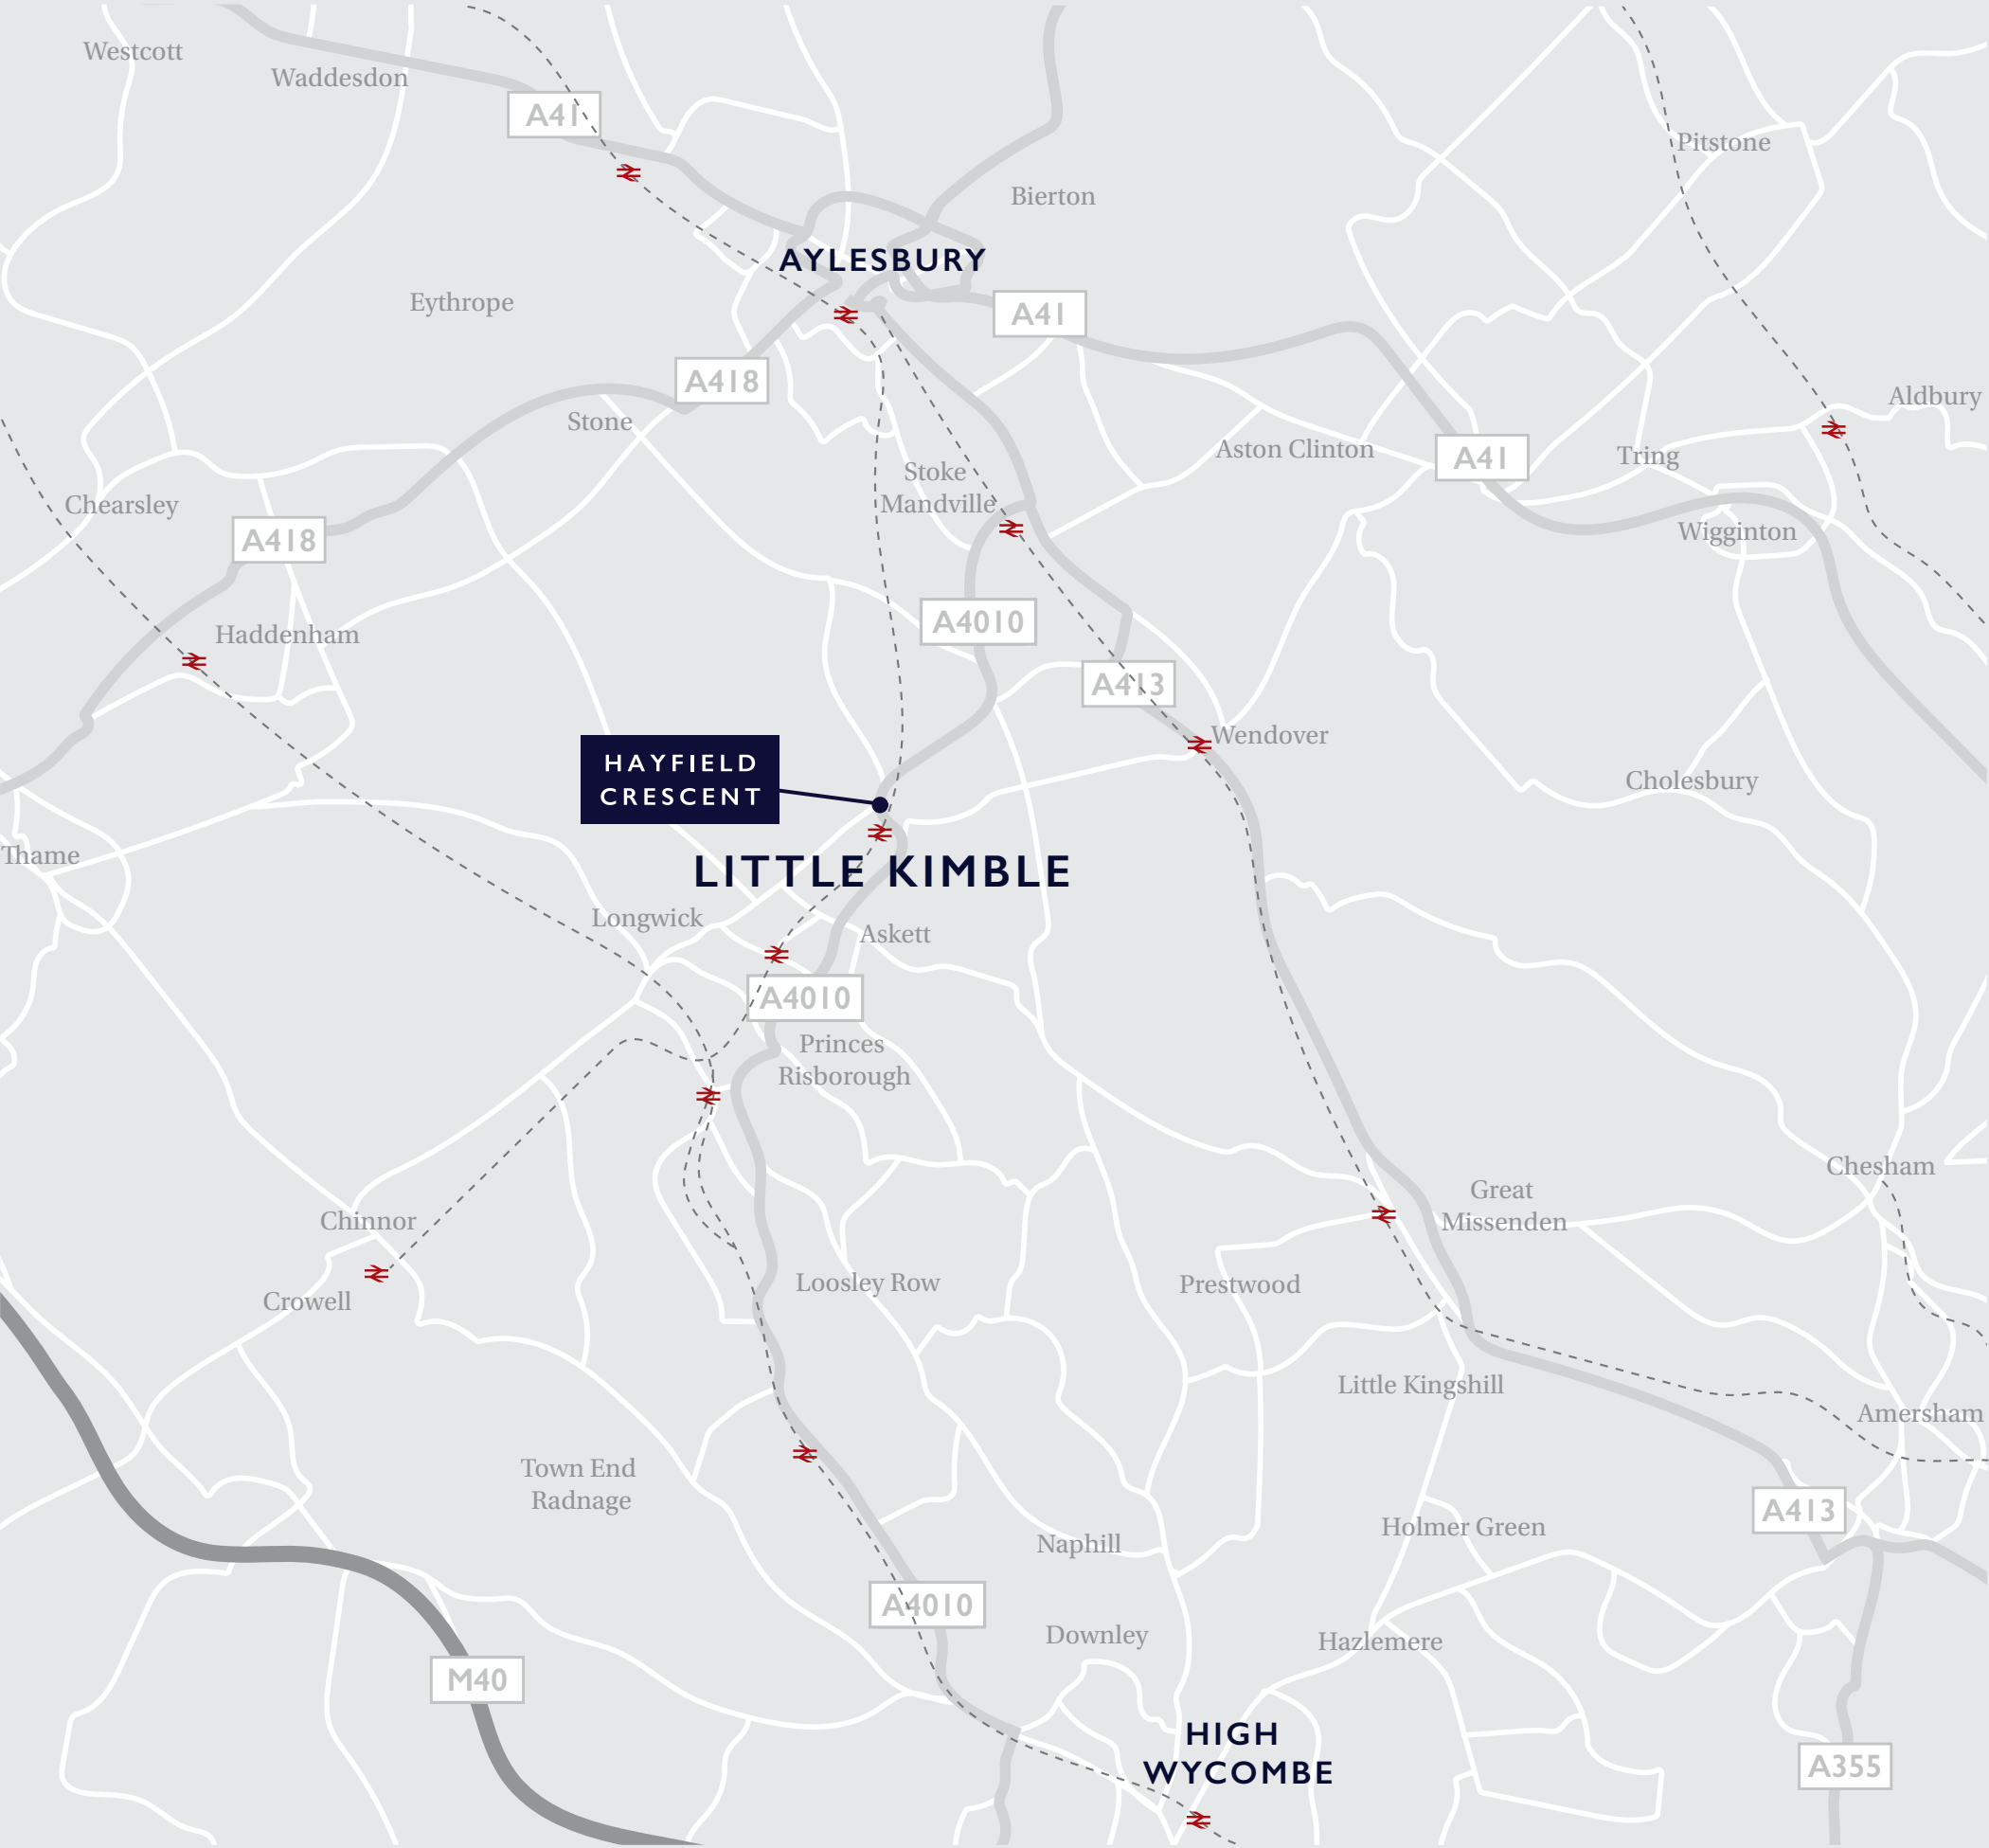 Westcott
Waddesdon
A41
Pitstone
Bierton
AYLESBURY
Eythrope
A41
A418
Aldbury
Stone
Aston Clinton
A41
Tring
Stoke
Mandville
Chearsley
A418
Wigginton
A4010
Haddenham
A413
Wendover
HAYFIELD
CRESCENT
Cholesbury
Thame
LITTLE KIMBLE
Longwick
Askett
A4010
Princes
Risborough
Chesham
Great
Missenden
Chinnor
Loosley Row
Prestwood
Crowell
Little Kingshill
Amersham
Town End
Radnage
A413
Holmer Green
Naphill
A4010
Downley
Hazlemere
M40
HIGH
WYCOMBE
A355